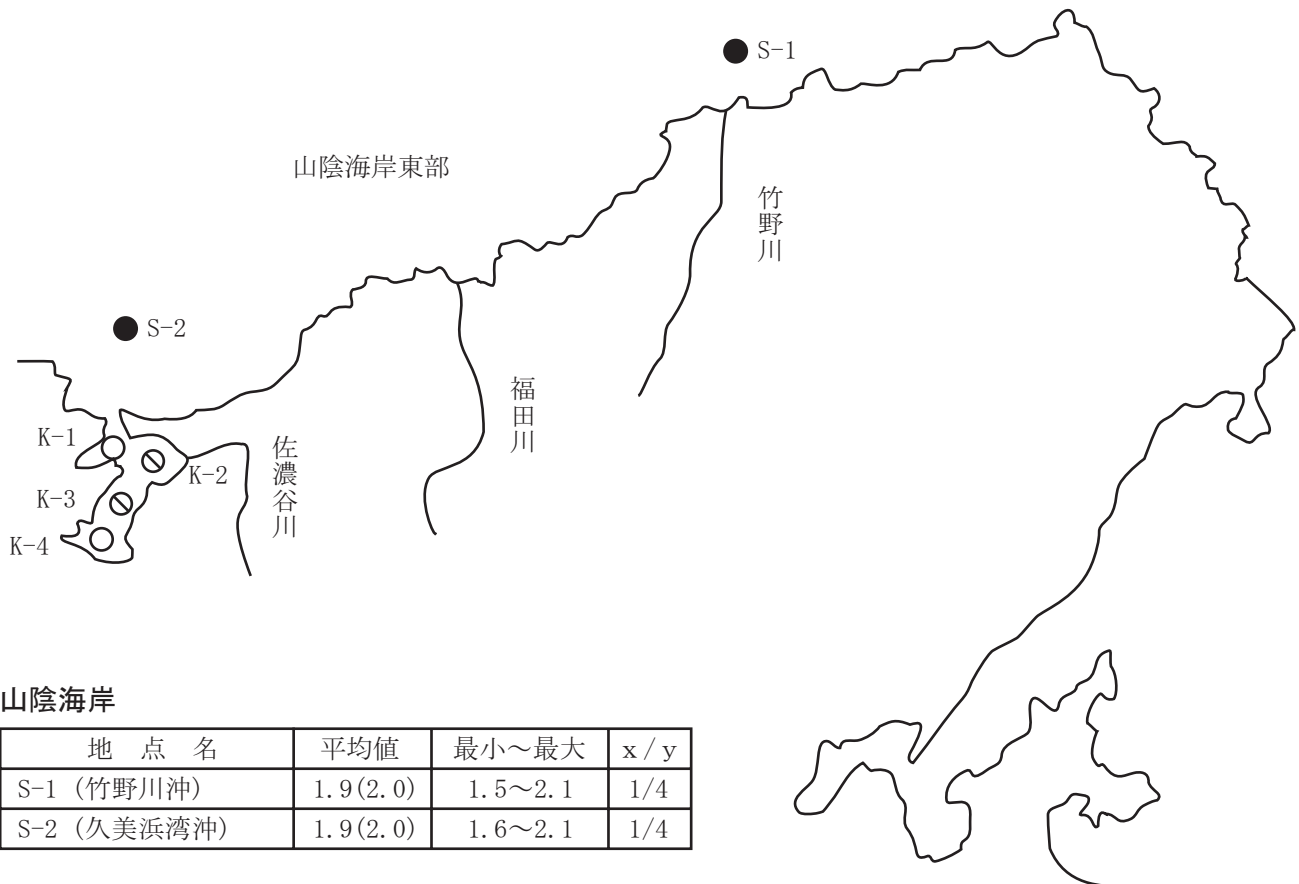 S-1
山陰海岸東部
竹野川
S-2
福田川
K-1
佐濃谷川
K-2
K-3
K-4
山陰海岸
地 点 名 平均値 最小～最大 x/y
S-1 (竹野川沖) 1.9(2.0) 1.5～2.1 1/4
S-2 (久美浜湾沖) 1.9(2.0) 1.6～2.1 1/4